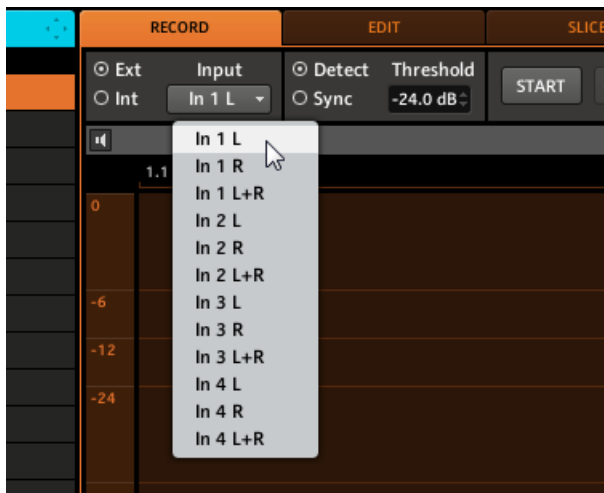 RECORD EDIT SLICE
Ext Input Detect Threshold
Int In 1 L Sync -24.0 dB START
In 1 L
1.1 In 1 R
In 1 L+R
0
In 2 L
In 2 R
In 2 L+R
-6
In 3 L
In 3 R
-12 In 3 L+R
In 4 L
-24
In 4 R
In 4 L+R